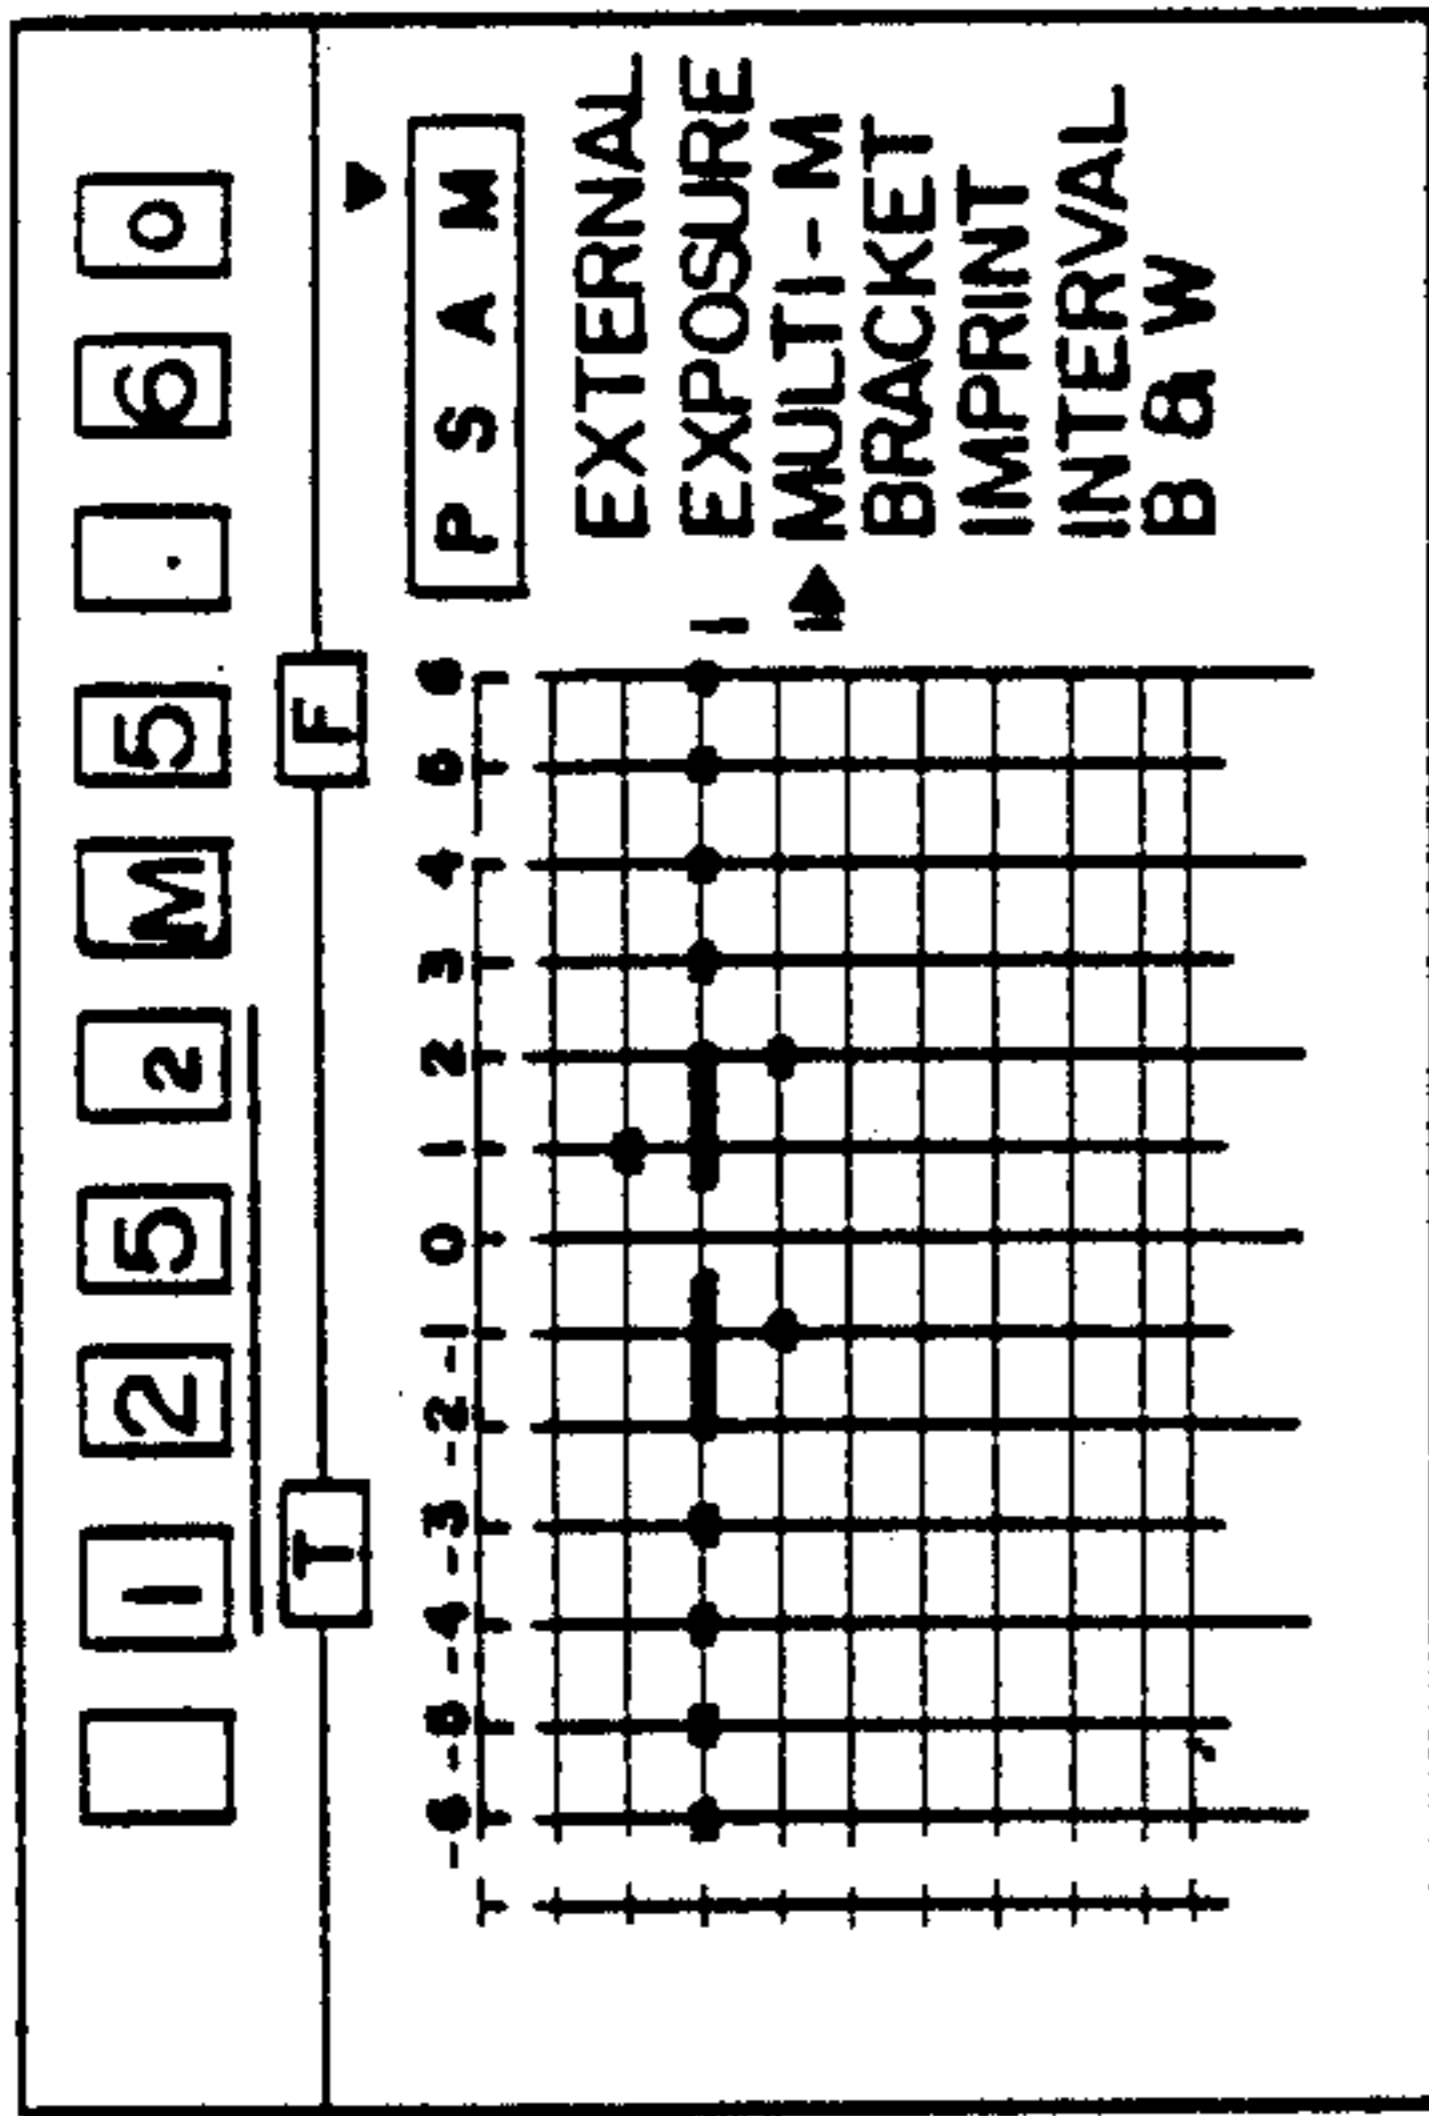 1 2 5 2 M 5 . 6 0
T F
-6 -5 -4 -3 -2 -1 0 1 2 3 4 5 6
P S A M
EXTERNAL
EXPOSURE
MULTI-M
BRACKET
IMPRINT
INTERVAL
B & W